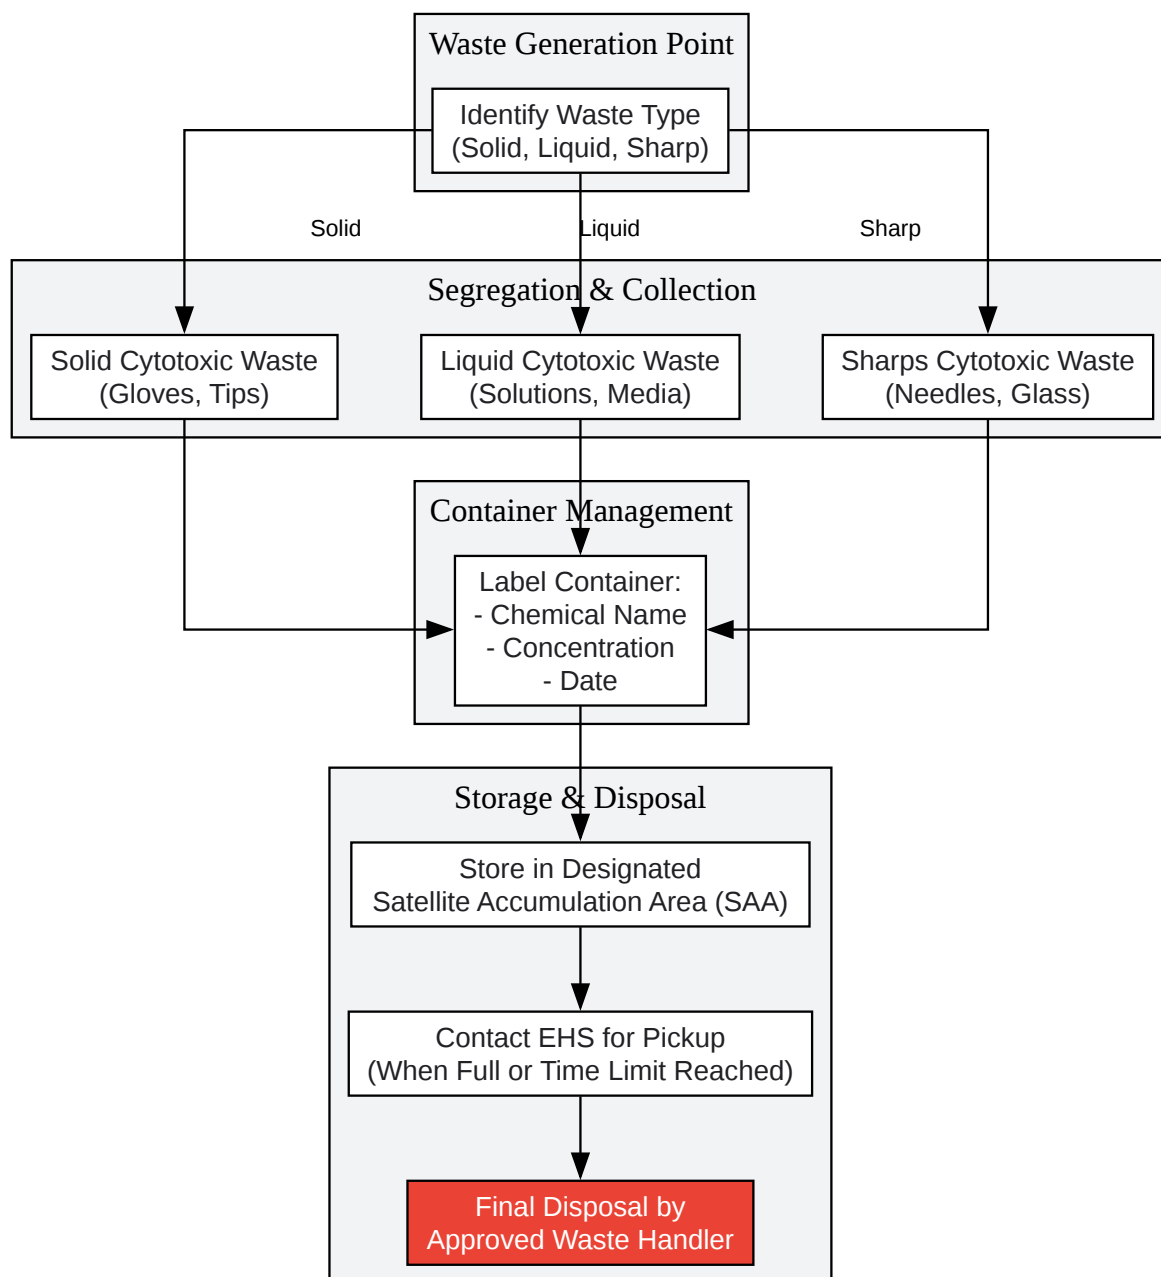 Waste Generation Point
Identify Waste Type
(Solid, Liquid, Sharp)
Solid
Liquid
Sharp
Segregation & Collection
Solid Cytotoxic Waste
(Gloves, Tips)
Liquid Cytotoxic Waste
(Solutions, Media)
Sharps Cytotoxic Waste
(Needles, Glass)
Container Management
Label Container:
- Chemical Name
- Concentration
- Date
Storage & Disposal
Store in Designated
Satellite Accumulation Area (SAA)
Contact EHS for Pickup
(When Full or Time Limit Reached)
Final Disposal by
Approved Waste Handler